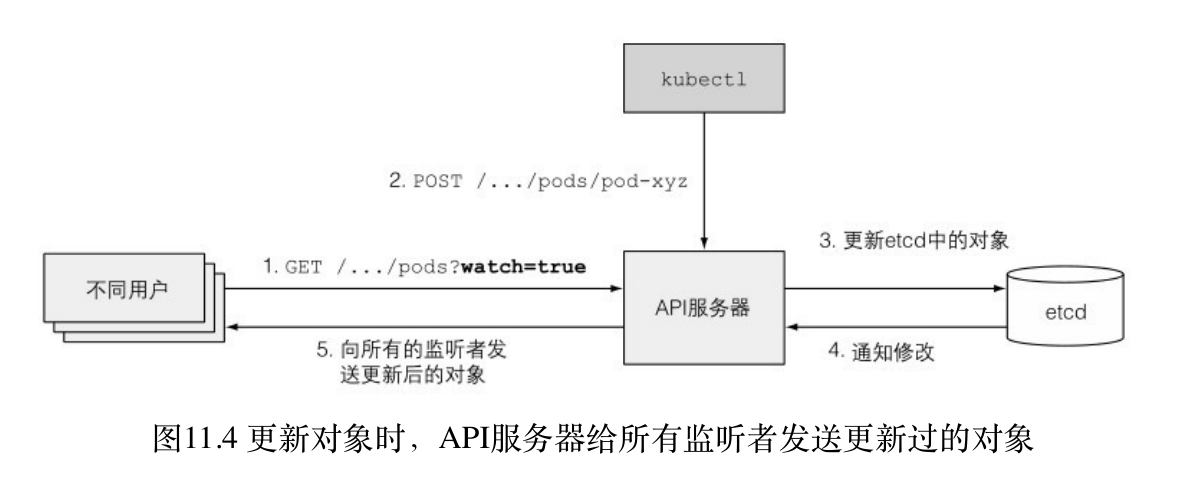 kubectl
2. POST /.../pods/pod-xyz
3. 更新etcd中的对象
1. GET /.../pods?watch=true
不同用户
API服务器
etcd
5. 向所有的监听者发
送更新后的对象
4. 通知修改
图11.4 更新对象时，API服务器给所有监听者发送更新过的对象